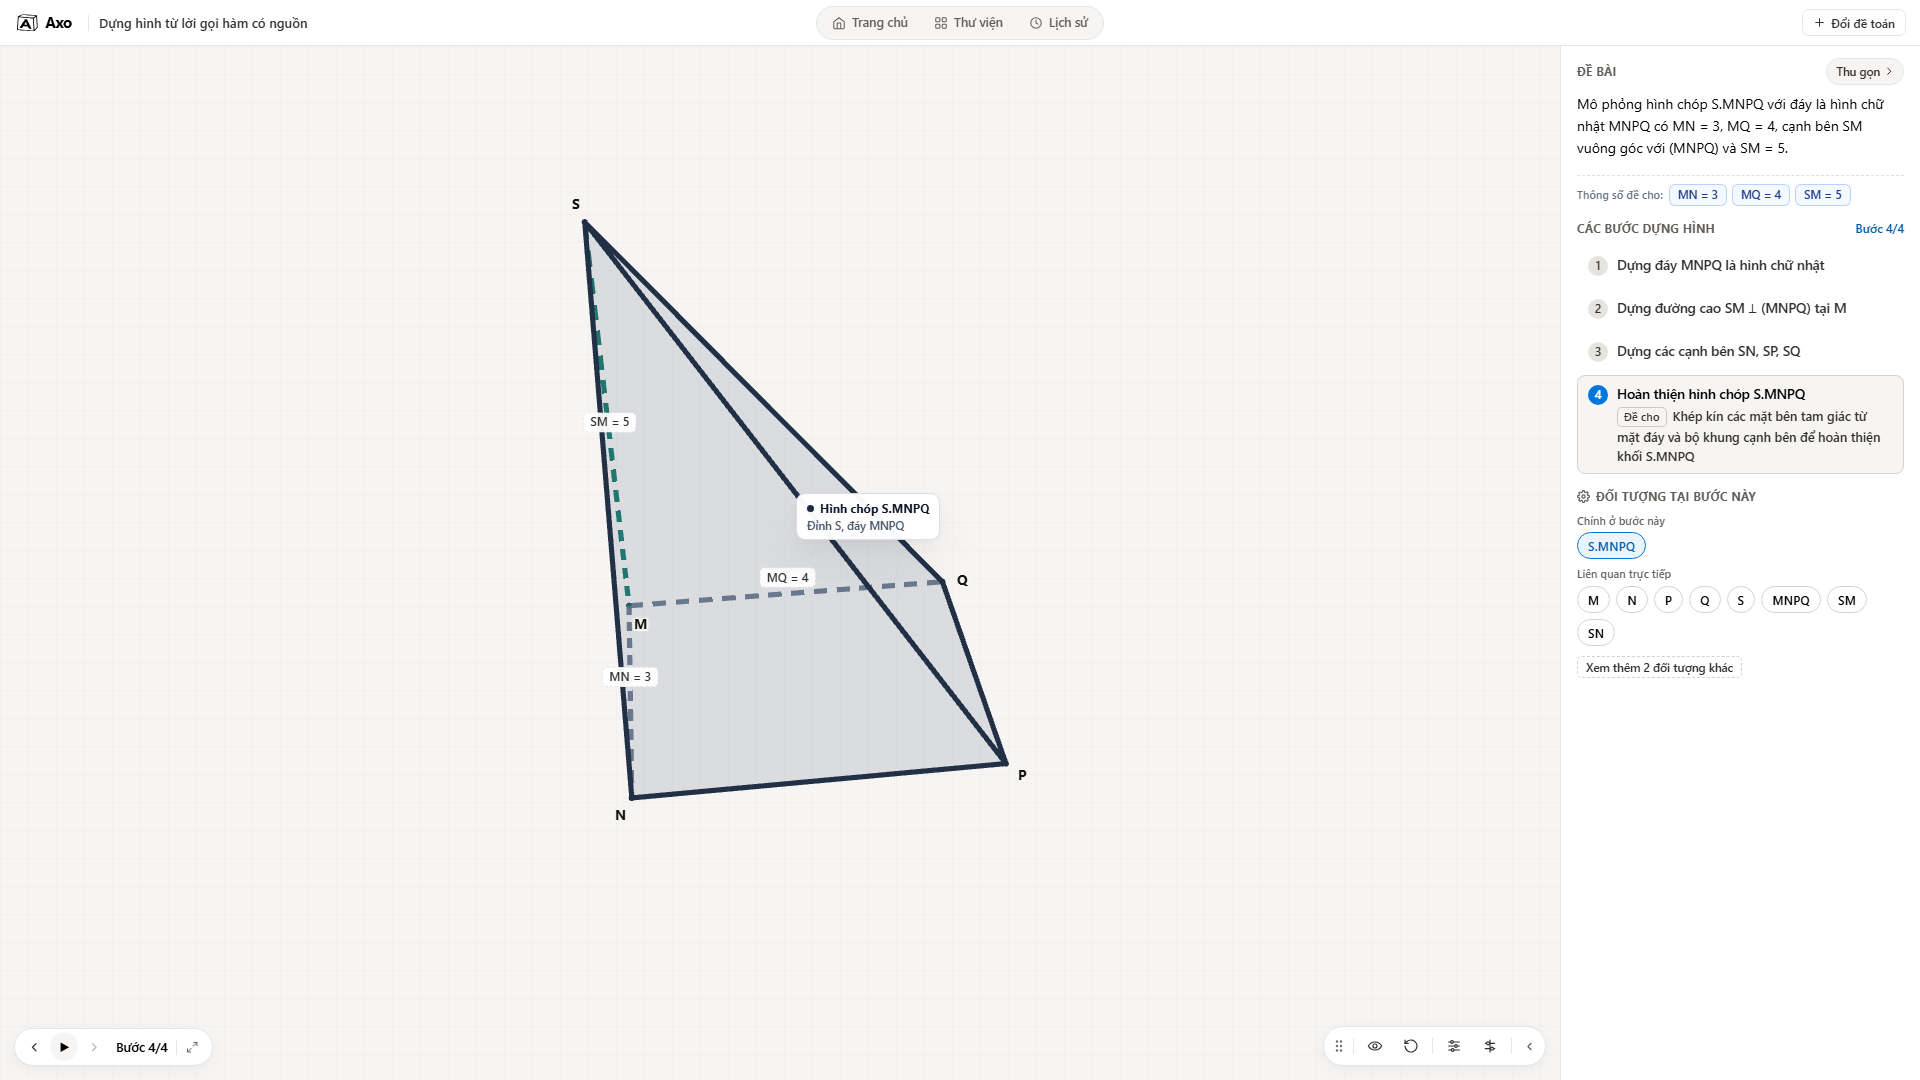 Axo
Dựng hình từ lời gọi hàm có nguồn
Trang chủ
Thư viện
Lịch sử
Đổi đề toán
S
SM = 5
Hình chóp S.MNPQ
Đỉnh S, đáy MNPQ
MQ = 4
Q
M
MN = 3
P
N
Bước 4/4
ĐỀ BÀI
Thu gọn
Mô phỏng hình chóp S.MNPQ với đáy là hình chữ
nhật MNPQ có MN = 3, MQ = 4, cạnh bên SM
vuông góc với (MNPQ) và SM = 5.
Thông số đề cho:
MN = 3
MQ = 4
SM = 5
CÁC BƯỚC DỰNG HÌNH
Bước 4/4
1 Dựng đáy MNPQ là hình chữ nhật
2 Dựng đường cao SM ⊥ (MNPQ) tại M
3 Dựng các cạnh bên SN, SP, SQ
4 Hoàn thiện hình chóp S.MNPQ
Đề cho Khép kín các mặt bên tam giác từ
mặt đáy và bộ khung cạnh bên để hoàn thiện
khối S.MNPQ
ĐỐI TƯỢNG TẠI BƯỚC NÀY
Chính ở bước này
S.MNPQ
Liên quan trực tiếp
M
N
P
Q
S
MNPQ
SM
SN
Xem thêm 2 đối tượng khác